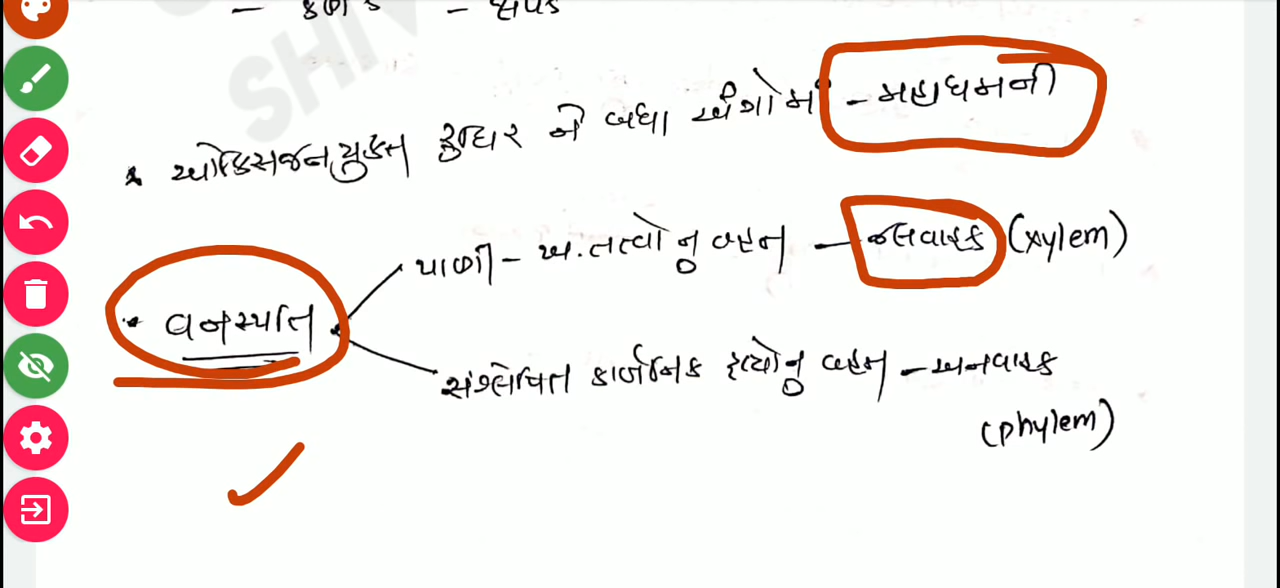 SHIV
* ઓક્સિજનયુક્ત રુધિર ને બધા અંગોમાં - મહાધમની
પાણી - ખ.તત્વોનું વહન - જલવાહક (xylem)
• વનસ્પતિ
સંશ્લેષિત કાર્બનિક દ્રવ્યોનું વહન - અન્નવાહક
(phylem)